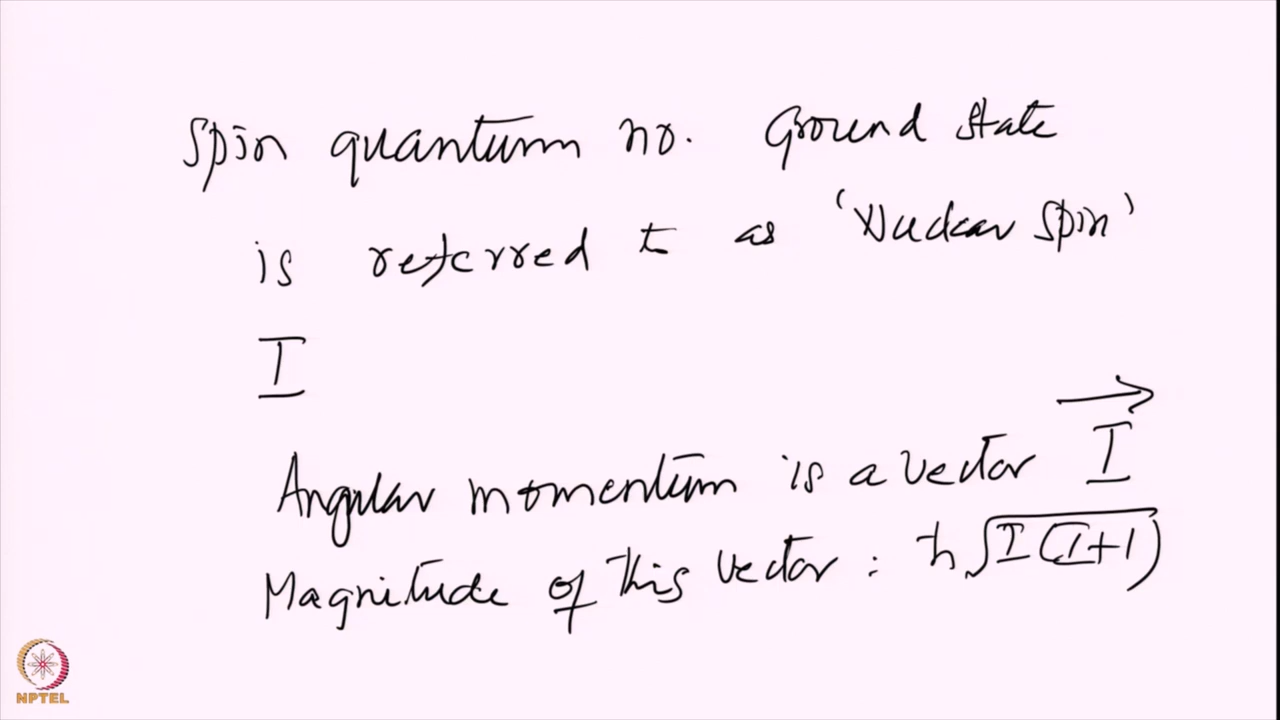 Spin quantum no. Ground state
is referred to as 'Nuclear spin'
I
Angular momentum is a vector I⃗
Magnitude of this vector : ħ√I(I+1)
NPTEL